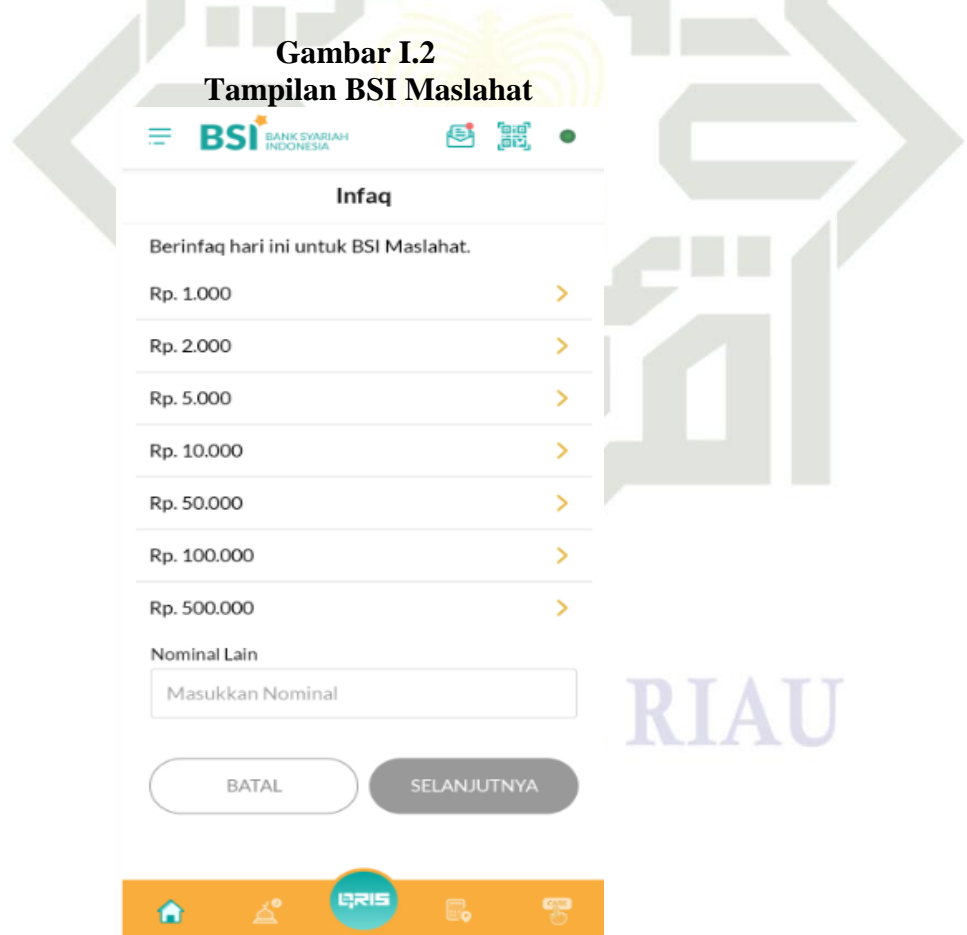 Gambar I.2
Tampilan BSI Maslahat
BSI BANK SYARIAH
INDONESIA
Infaq
Berinfaq hari ini untuk BSI Maslahat.
Rp. 1.000
Rp. 2.000
Rp. 5.000
Rp. 10.000
Rp. 50.000
Rp. 100.000
Rp. 500.000
Nominal Lain
Masukkan Nominal
RIAU
BATAL
SELANJUTNYA
QRIS